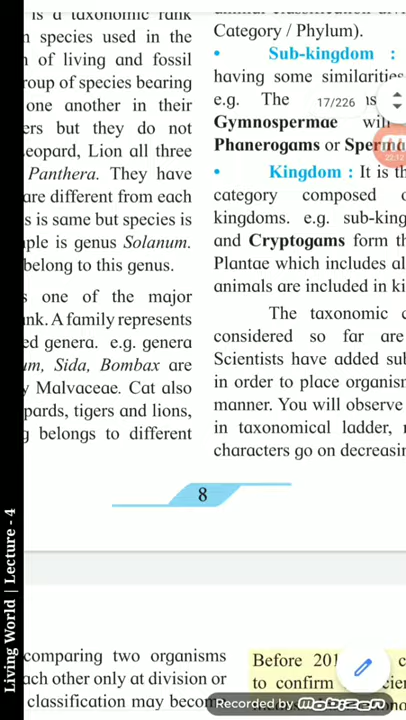 is a taxonomic rank
species used in the
of living and fossil
roup of species bearing
one another in their
ers but they do not
eopard, Lion all three
Panthera. They have
are different from each
s is same but species is
ple is genus Solanum.
belong to this genus.
s one of the major
nk. A family represents
ed genera. e.g. genera
um, Sida, Bombax are
y Malvaceae. Cat also
pards, tigers and lions,
g belongs to different
Category / Phylum).
• Sub-kingdom :
having some similarities
e.g. The
17/226
Gymnospermae will
Phanerogams or Sperma
22:12
• Kingdom : It is th
category composed o
kingdoms. e.g. sub-king
and Cryptogams form th
Plantae which includes al
animals are included in ki
The taxonomic c
considered so far are
Scientists have added sub
in order to place organism
manner. You will observe
in taxonomical ladder,
characters go on decreasin
8
comparing two organisms
ach other only at division or
classification may become
Before 201
to confirm
Living World | Lecture - 4
Recorded by mobizen